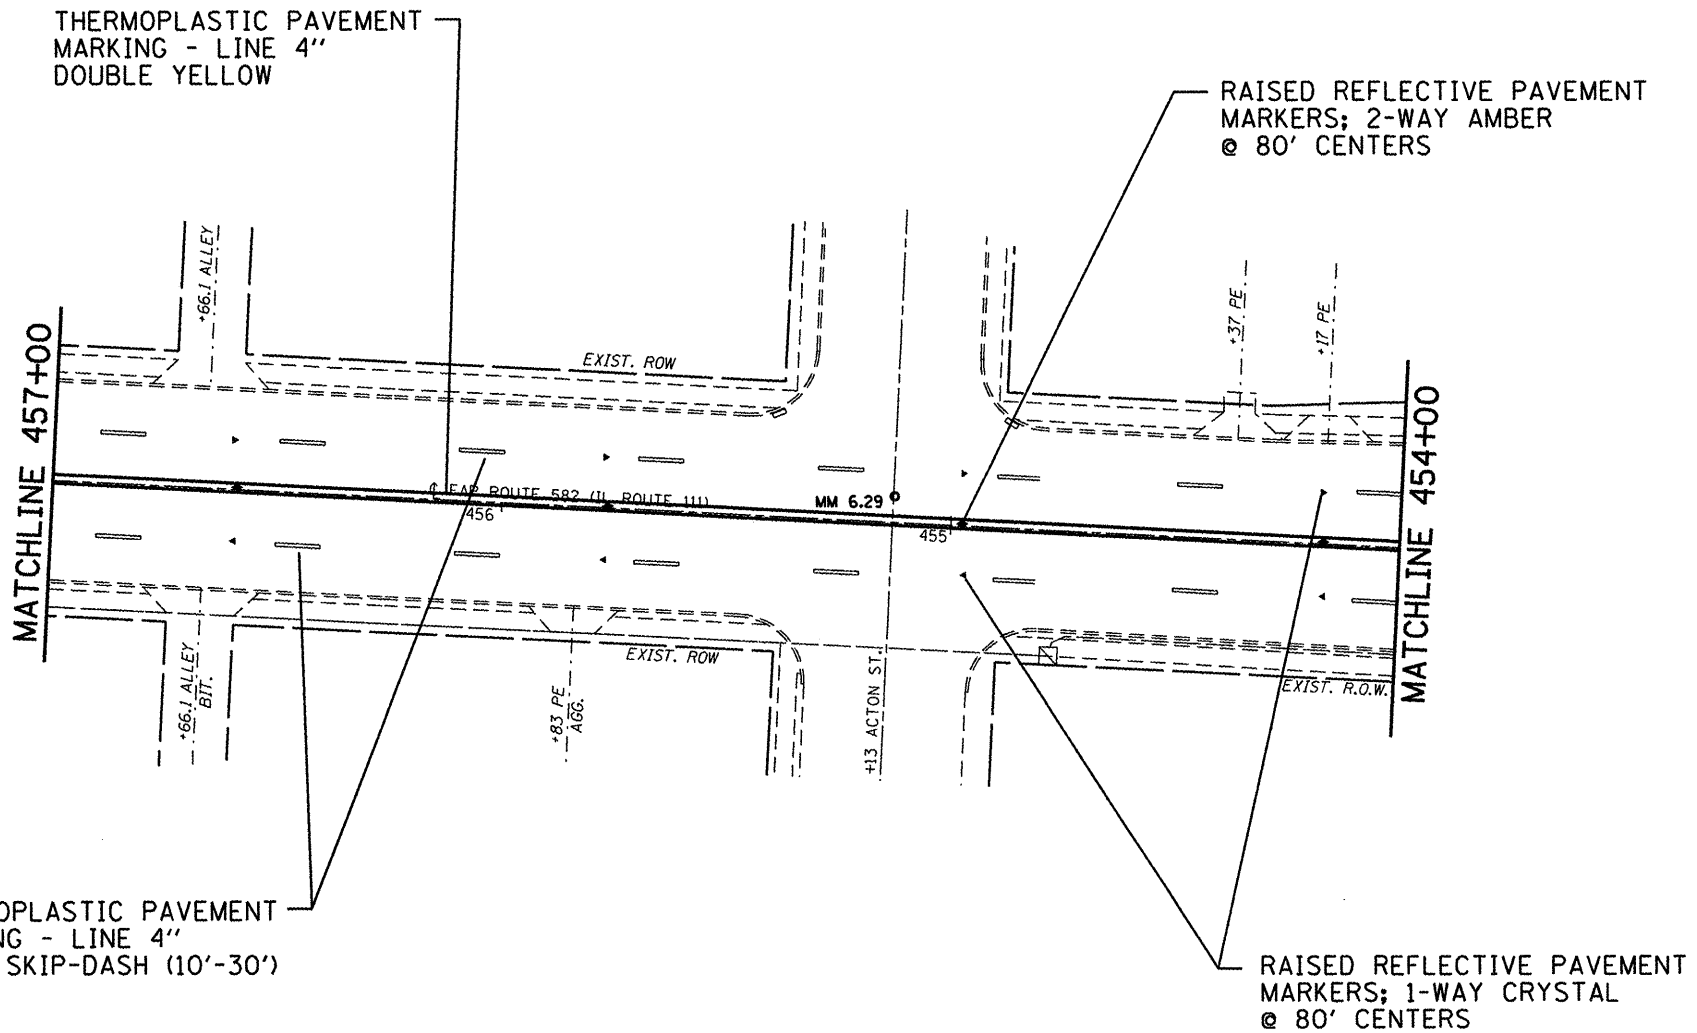 THERMOPLASTIC PAVEMENT
MARKING - LINE 4"
DOUBLE YELLOW
RAISED REFLECTIVE PAVEMENT
MARKERS; 2-WAY AMBER
@ 80' CENTERS
+66.1 ALLEY
+37 PE
+17 PE
EXIST. ROW
MATCHLINE 457+00
MATCHLINE 454+00
℄ FAP ROUTE 582 (IL ROUTE 111)
MM 6.29
456
455
EXIST. ROW
EXIST. R.O.W.
+66.1 ALLEY
BIT.
+83 PE
AGG.
+13 ACTON ST.
OPLASTIC PAVEMENT
NG - LINE 4"
SKIP-DASH (10'-30')
RAISED REFLECTIVE PAVEMENT
MARKERS; 1-WAY CRYSTAL
@ 80' CENTERS